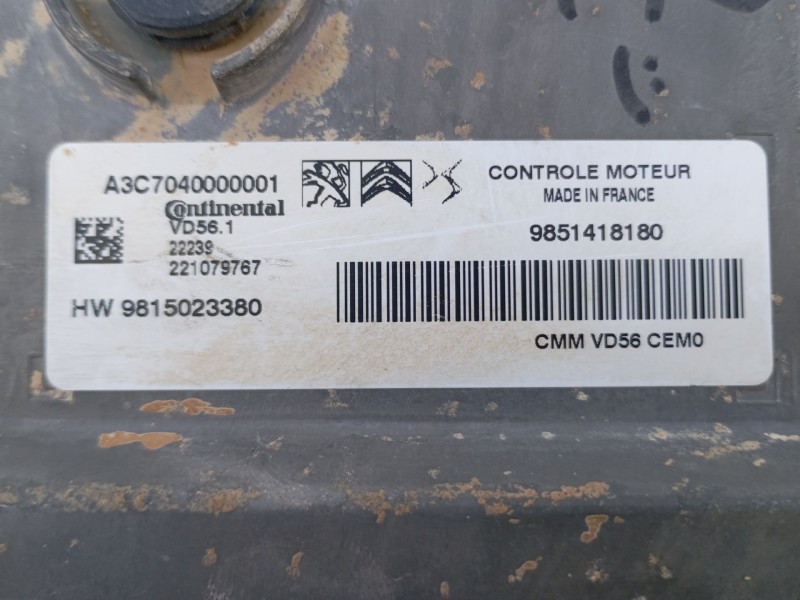 A3C7040000001
Continental
VD56.1
22239
221079767
HW 9815023380
CONTROLE MOTEUR
MADE IN FRANCE
9851418180
CMM VD56 CEM0